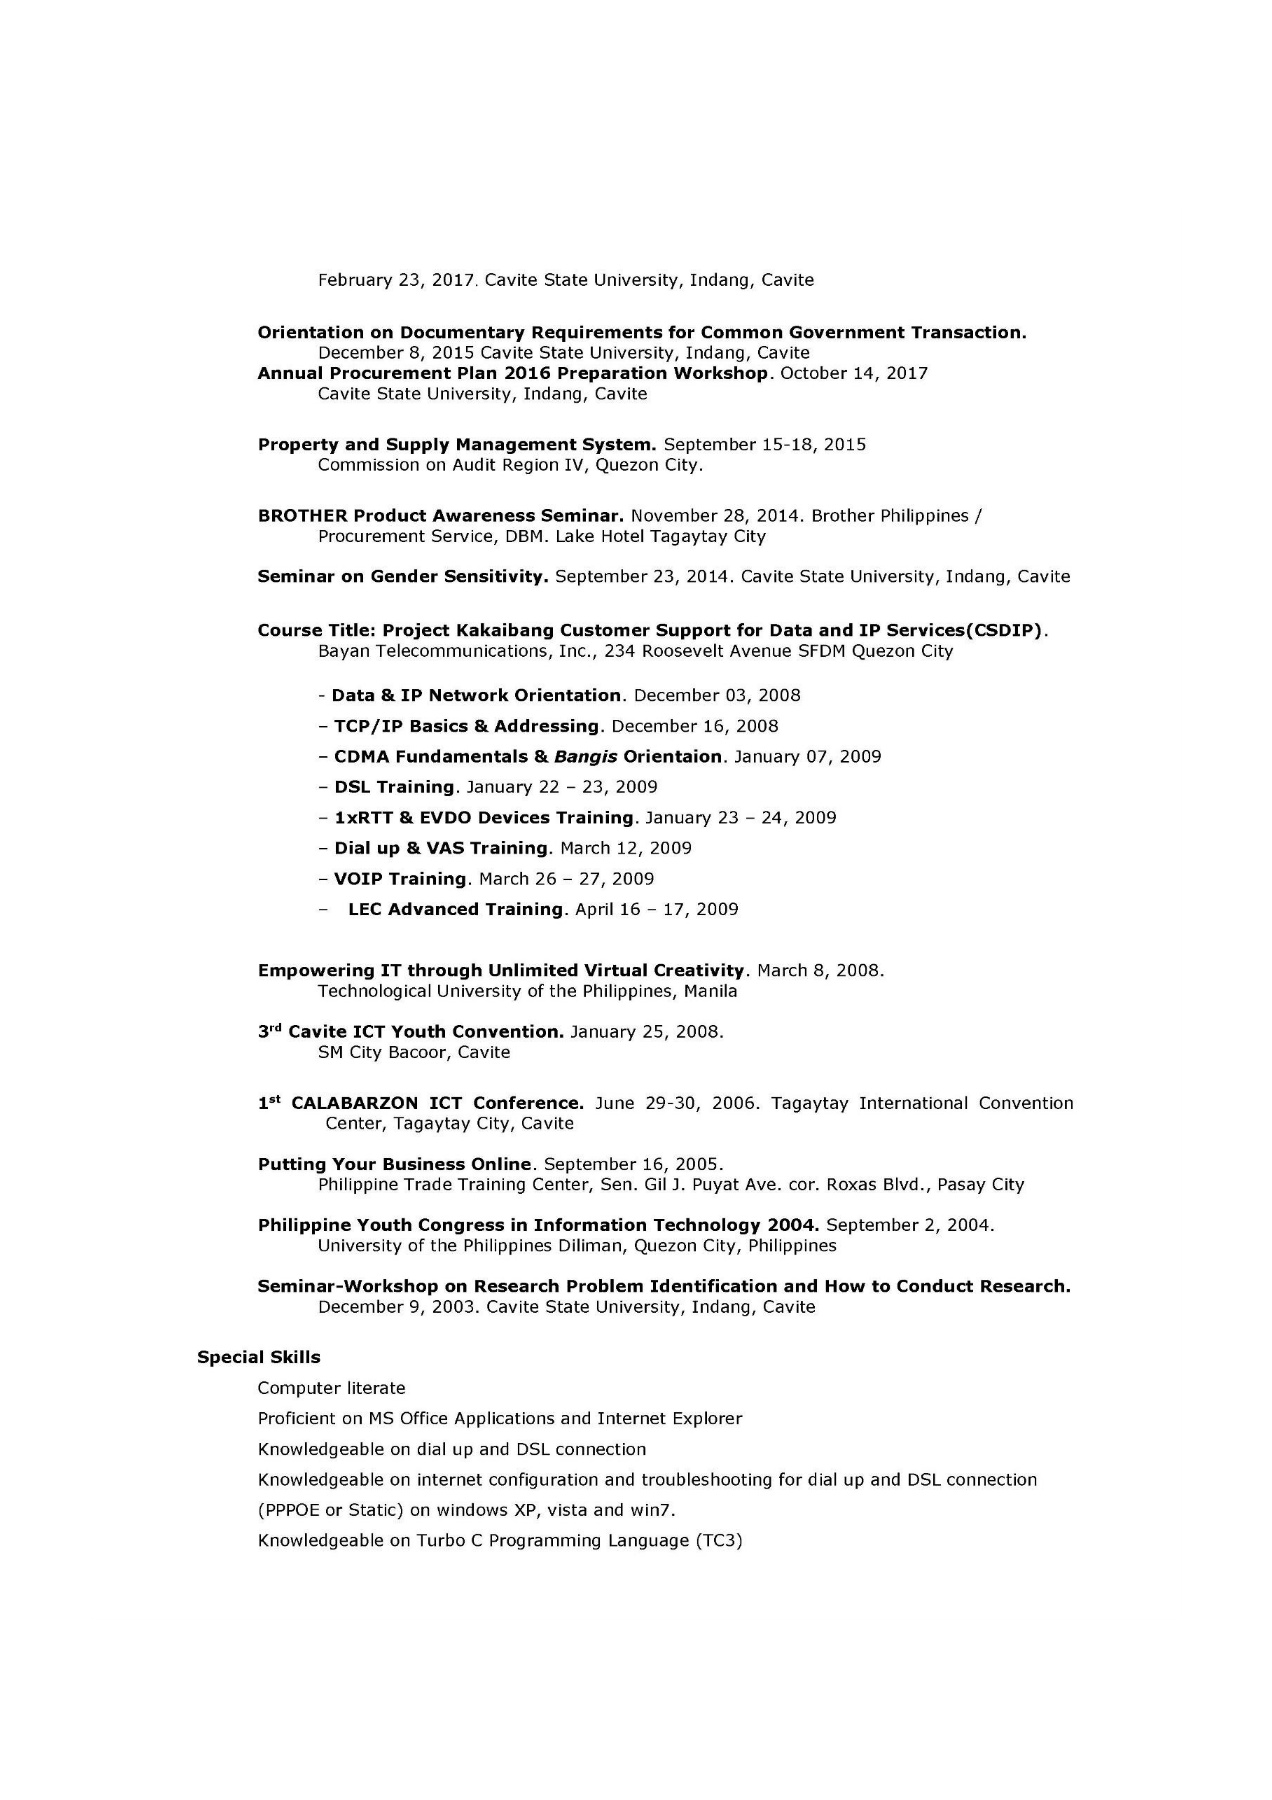 February 23, 2017. Cavite State University, Indang, Cavite
Orientation on Documentary Requirements for Common Government Transaction.
December 8, 2015 Cavite State University, Indang, Cavite
Annual Procurement Plan 2016 Preparation Workshop. October 14, 2017
Cavite State University, Indang, Cavite
Property and Supply Management System. September 15-18, 2015
Commission on Audit Region IV, Quezon City.
BROTHER Product Awareness Seminar. November 28, 2014. Brother Philippines /
Procurement Service, DBM. Lake Hotel Tagaytay City
Seminar on Gender Sensitivity. September 23, 2014. Cavite State University, Indang, Cavite
Course Title: Project Kakaibang Customer Support for Data and IP Services(CSDIP).
Bayan Telecommunications, Inc., 234 Roosevelt Avenue SFDM Quezon City
- Data & IP Network Orientation. December 03, 2008
– TCP/IP Basics & Addressing. December 16, 2008
– CDMA Fundamentals & Bangis Orientaion. January 07, 2009
– DSL Training. January 22 – 23, 2009
– 1xRTT & EVDO Devices Training. January 23 – 24, 2009
– Dial up & VAS Training. March 12, 2009
– VOIP Training. March 26 – 27, 2009
– LEC Advanced Training. April 16 – 17, 2009
Empowering IT through Unlimited Virtual Creativity. March 8, 2008.
Technological University of the Philippines, Manila
3rd Cavite ICT Youth Convention. January 25, 2008.
SM City Bacoor, Cavite
1st CALABARZON ICT Conference. June 29-30, 2006. Tagaytay International Convention
Center, Tagaytay City, Cavite
Putting Your Business Online. September 16, 2005.
Philippine Trade Training Center, Sen. Gil J. Puyat Ave. cor. Roxas Blvd., Pasay City
Philippine Youth Congress in Information Technology 2004. September 2, 2004.
University of the Philippines Diliman, Quezon City, Philippines
Seminar-Workshop on Research Problem Identification and How to Conduct Research.
December 9, 2003. Cavite State University, Indang, Cavite
Special Skills
Computer literate
Proficient on MS Office Applications and Internet Explorer
Knowledgeable on dial up and DSL connection
Knowledgeable on internet configuration and troubleshooting for dial up and DSL connection
(PPPOE or Static) on windows XP, vista and win7.
Knowledgeable on Turbo C Programming Language (TC3)